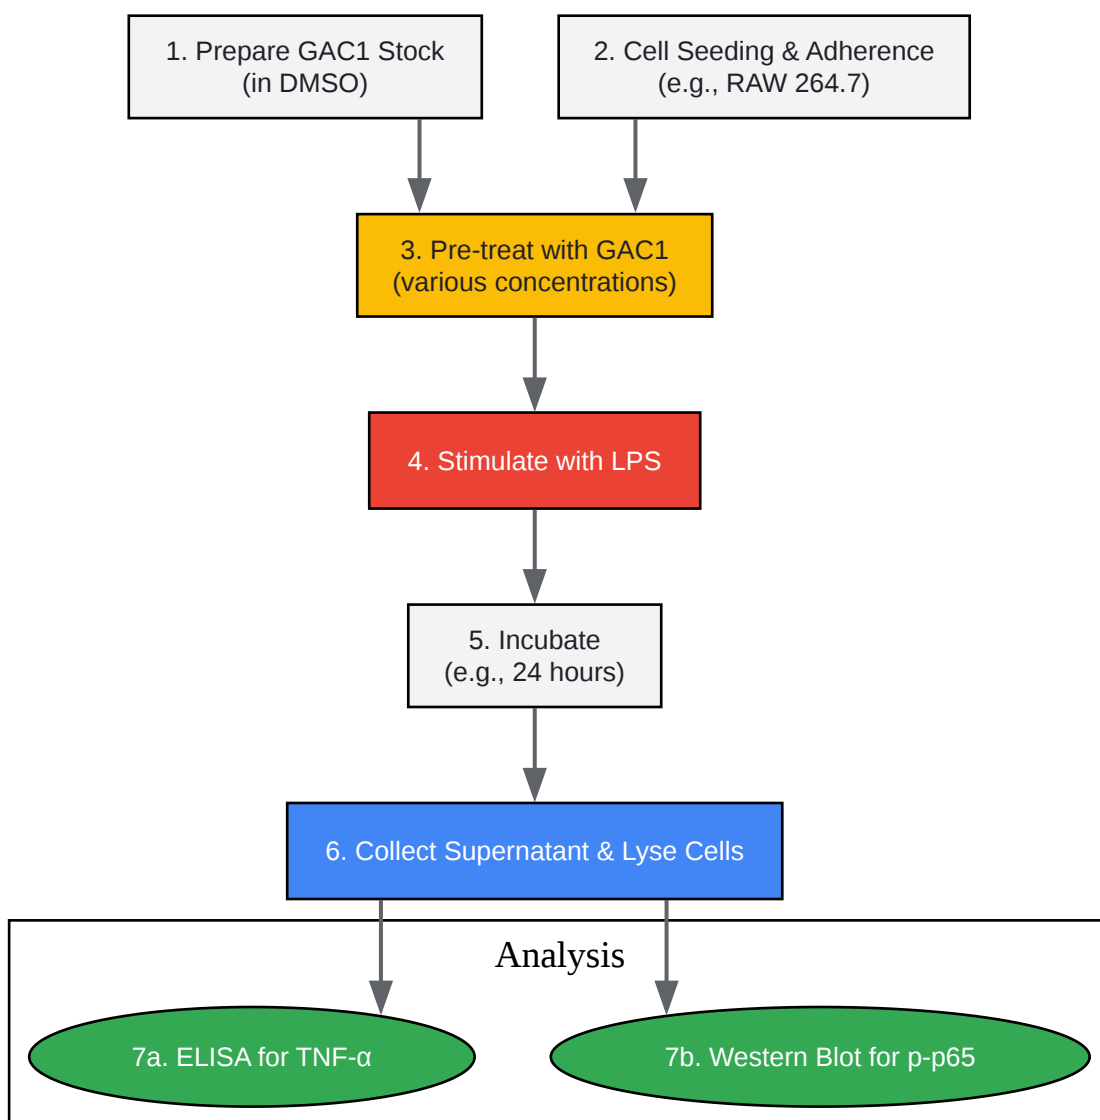 1. Prepare GAC1 Stock
(in DMSO)
2. Cell Seeding & Adherence
(e.g., RAW 264.7)
3. Pre-treat with GAC1
(various concentrations)
4. Stimulate with LPS
5. Incubate
(e.g., 24 hours)
6. Collect Supernatant & Lyse Cells
Analysis
7a. ELISA for TNF-α
7b. Western Blot for p-p65